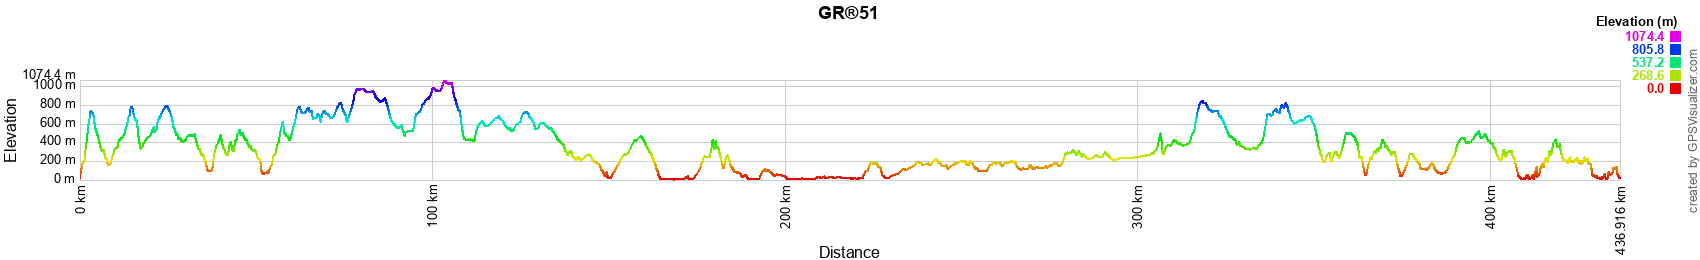 GR®51
Elevation (m)
1074.4
805.8
537.2
268.6
0.0
1074.4 m
1000 m
800 m
600 m
400 m
200 m
0 m
Elevation
0 km
100 km
200 km
300 km
400 km
436.916 km
Distance
created by GPSVisualizer.com